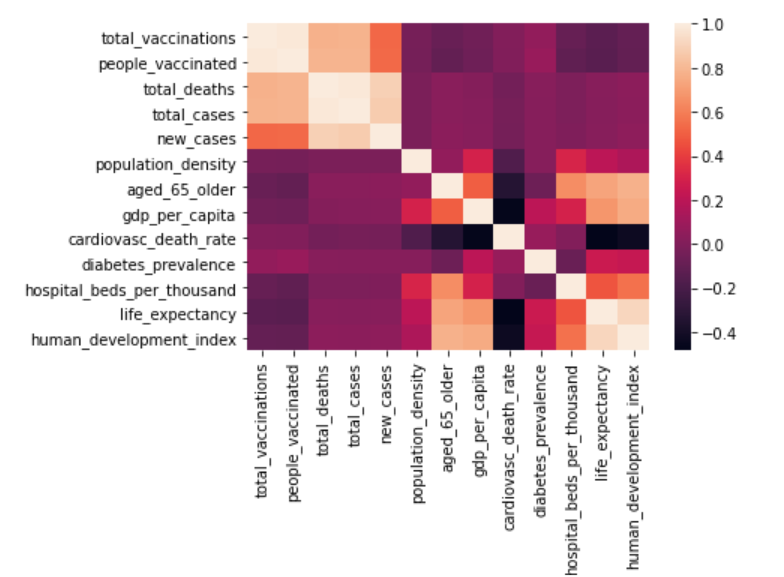 total_vaccinations
people_vaccinated
total_deaths
total_cases
new_cases
population_density
aged_65_older
gdp_per_capita
cardiovasc_death_rate
diabetes_prevalence
hospital_beds_per_thousand
life_expectancy
human_development_index
total_vaccinations
people_vaccinated
total_deaths
total_cases
new_cases
population_density
aged_65_older
gdp_per_capita
cardiovasc_death_rate
diabetes_prevalence
hospital_beds_per_thousand
life_expectancy
human_development_index
1.0
0.8
0.6
0.4
0.2
0.0
−0.2
−0.4